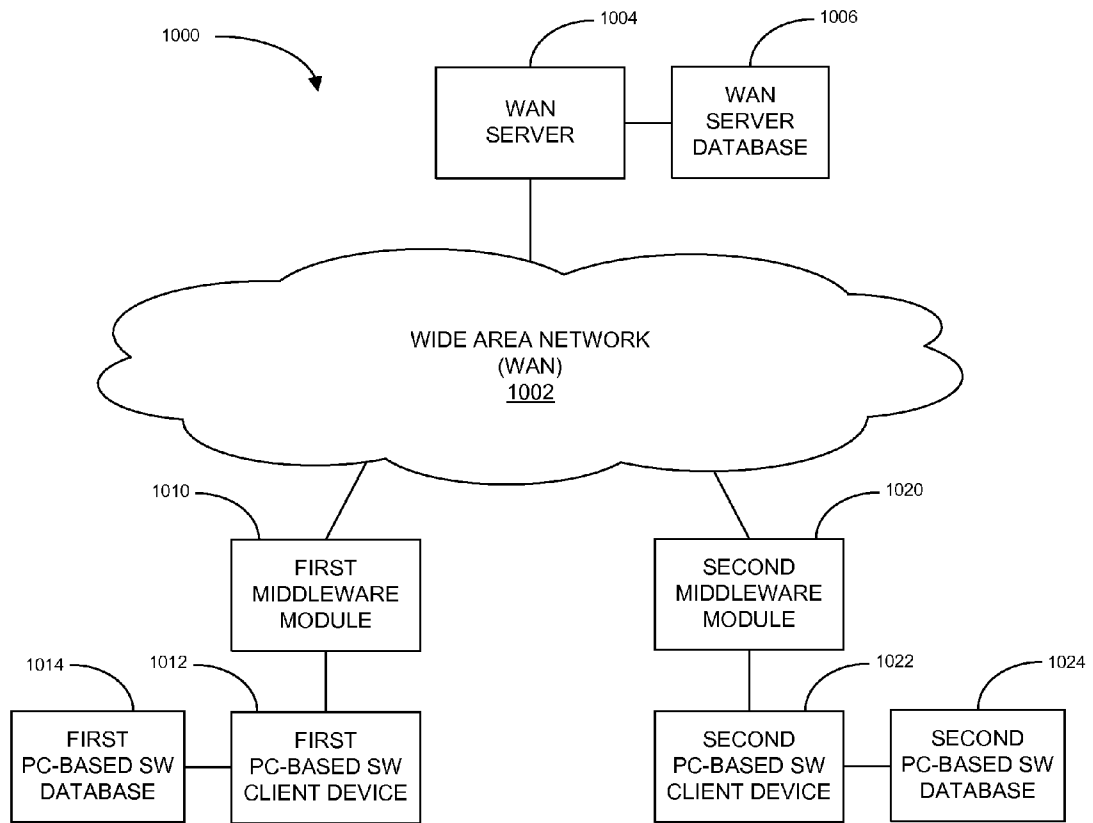 1004
1006
1000
WAN
SERVER
WAN
SERVER
DATABASE
WIDE AREA NETWORK
(WAN)
1002
1010
1020
FIRST
MIDDLEWARE
MODULE
SECOND
MIDDLEWARE
MODULE
1014
1012
1022
1024
FIRST
PC-BASED SW
DATABASE
FIRST
PC-BASED SW
CLIENT DEVICE
SECOND
PC-BASED SW
CLIENT DEVICE
SECOND
PC-BASED SW
DATABASE